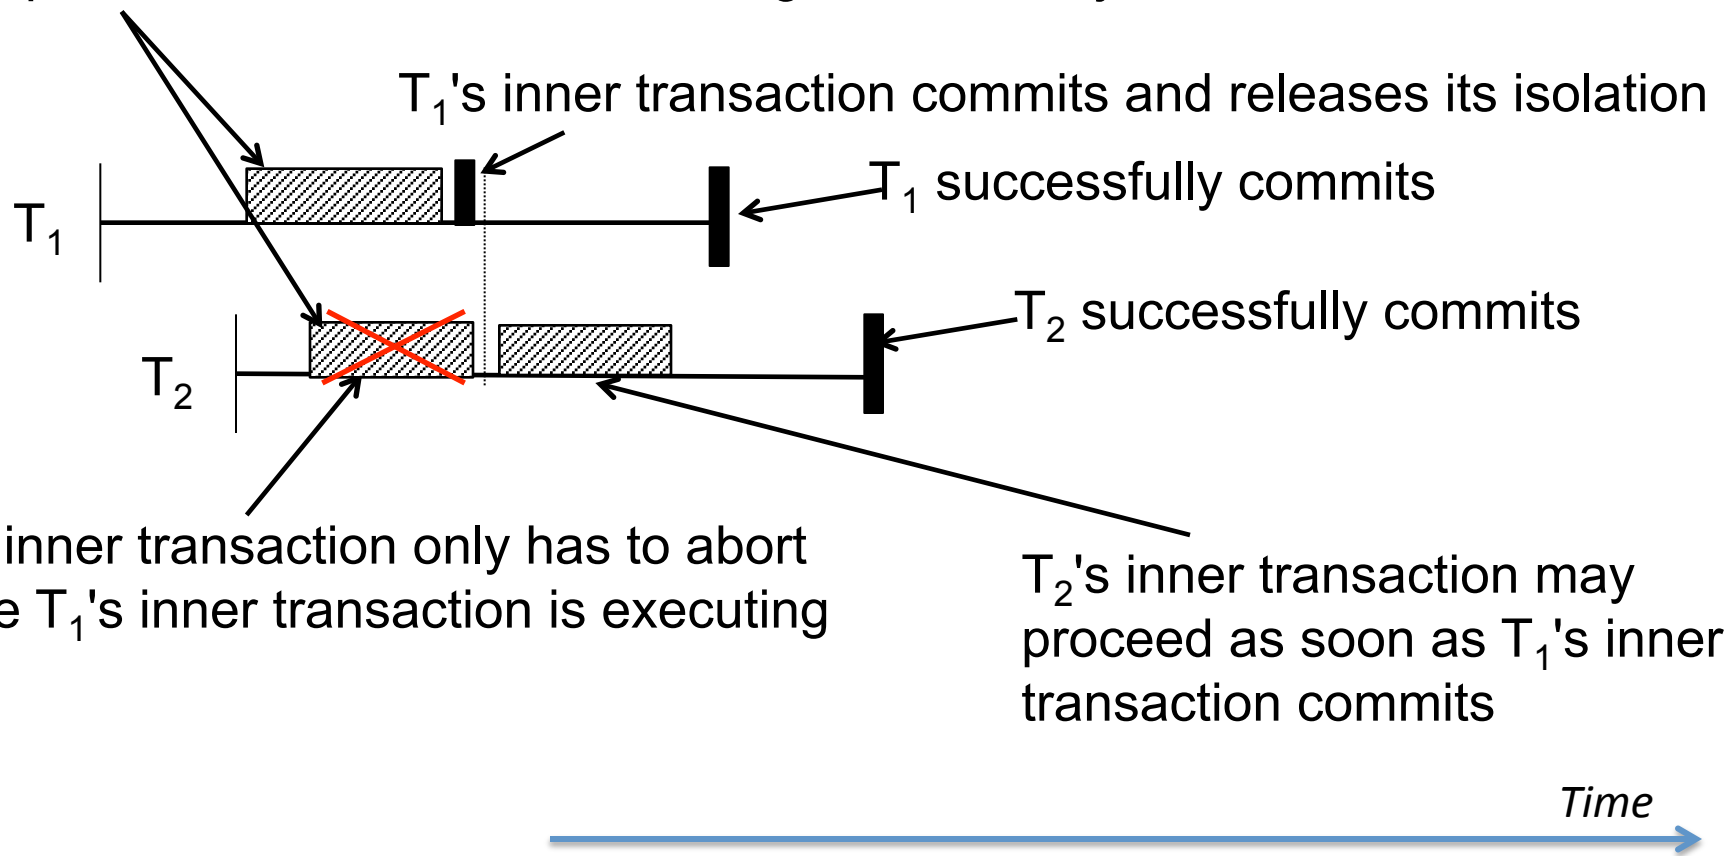 T₁'s inner transaction commits and releases its isolation
T₁ successfully commits
T₁
T₂ successfully commits
T₂
inner transaction only has to abort
T₁'s inner transaction is executing
T₂'s inner transaction may
proceed as soon as T₁'s inner
transaction commits
Time